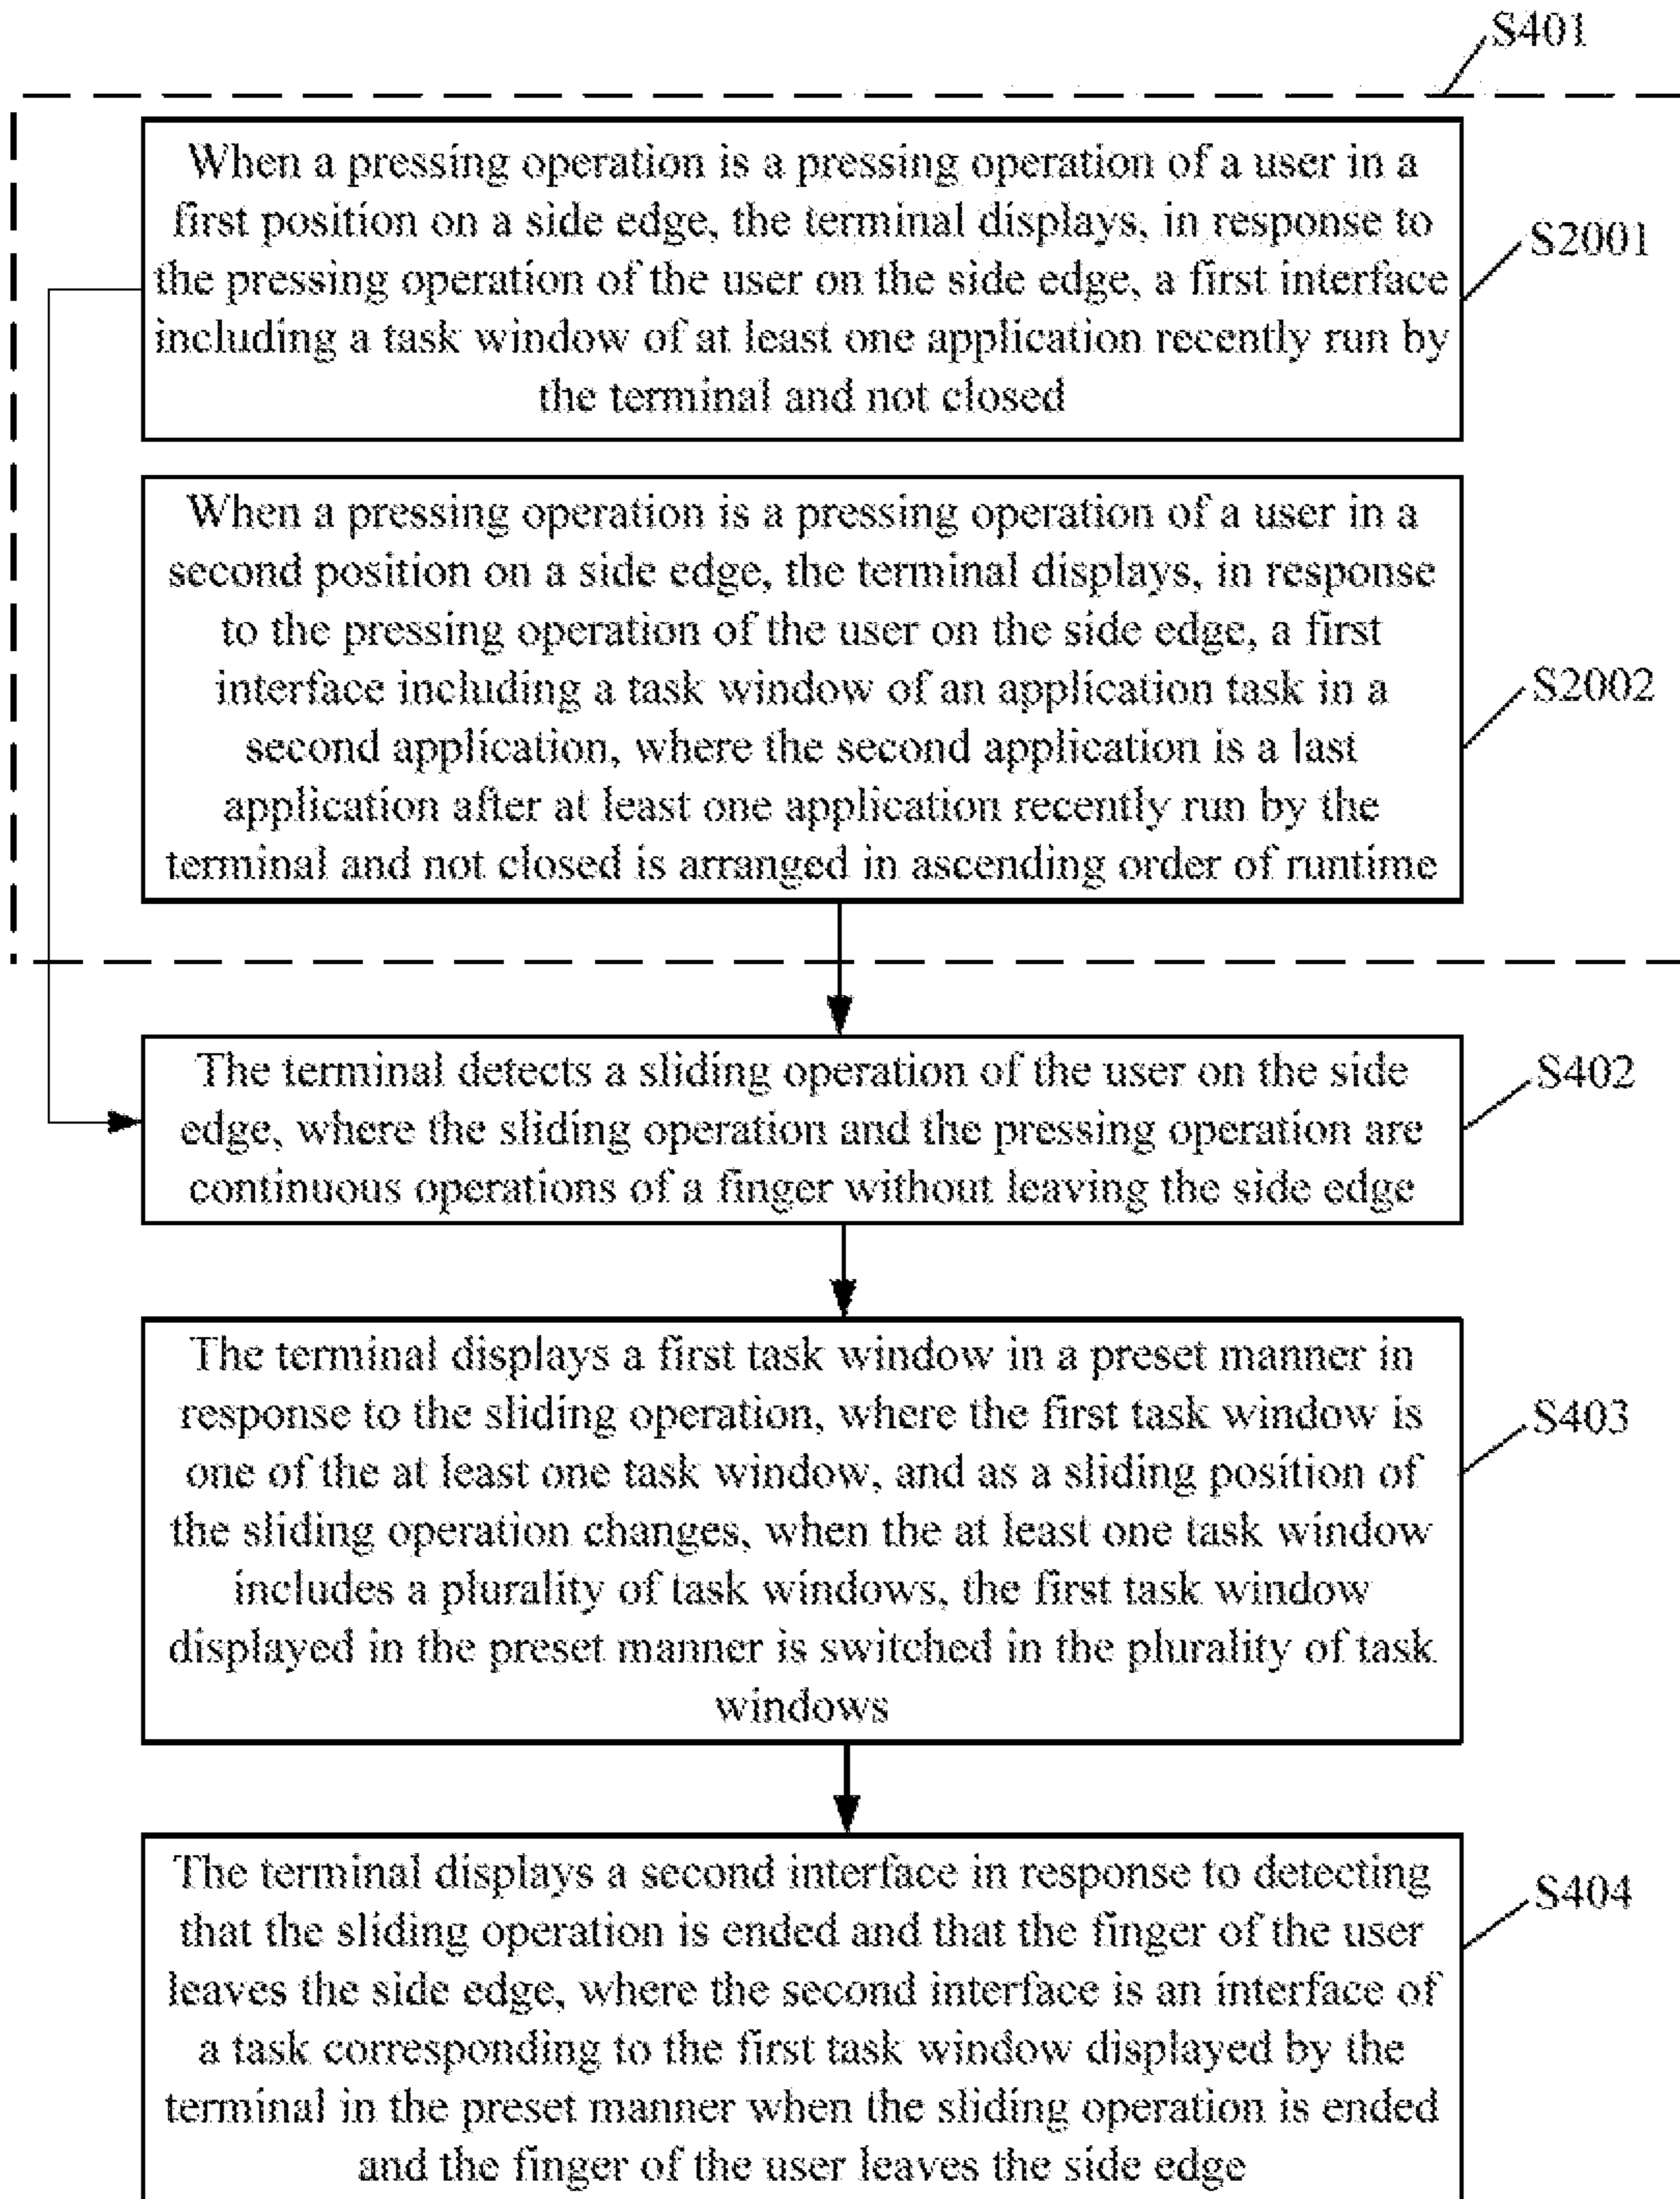 S401
When a pressing operation is a pressing operation of a user in a
first position on a side edge, the terminal displays, in response to
the pressing operation of the user on the side edge, a first interface
including a task window of at least one application recently run by
the terminal and not closed
S2001
When a pressing operation is a pressing operation of a user in a
second position on a side edge, the terminal displays, in response
to the pressing operation of the user on the side edge, a first
interface including a task window of an application task in a
second application, where the second application is a last
application after at least one application recently run by the
terminal and not closed is arranged in ascending order of runtime
S2002
The terminal detects a sliding operation of the user on the side
edge, where the sliding operation and the pressing operation are
continuous operations of a finger without leaving the side edge
S402
The terminal displays a first task window in a preset manner in
response to the sliding operation, where the first task window is
one of the at least one task window, and as a sliding position of
the sliding operation changes, when the at least one task window
includes a plurality of task windows, the first task window
displayed in the preset manner is switched in the plurality of task
windows
S403
The terminal displays a second interface in response to detecting
that the sliding operation is ended and that the finger of the user
leaves the side edge, where the second interface is an interface of
a task corresponding to the first task window displayed by the
terminal in the preset manner when the sliding operation is ended
and the finger of the user leaves the side edge
S404